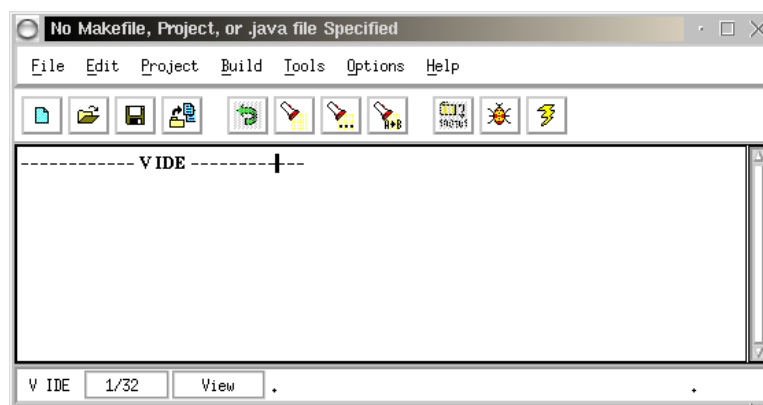 No Makefile, Project, or .java file Specified
File Edit Project Build Tools Options Help
... A+B
------------ V IDE -----------
V IDE 1/32 View . .